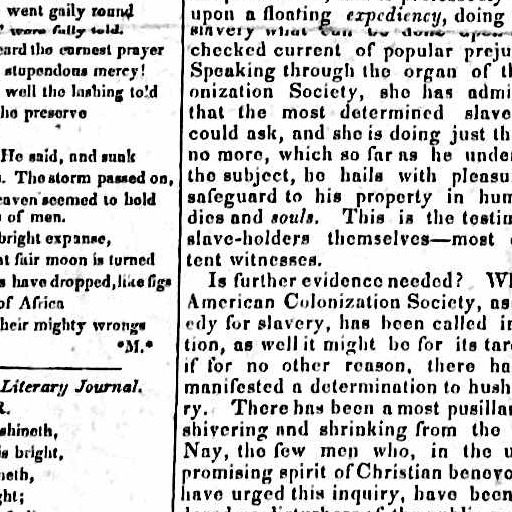 went gaily round
were fully told.
eard the earnest prayer
stupendous mercy!
well the lashing told
he preserve
He said, and sunk
The storm passed on,
eaven seemed to hold
of men.
bright expanse,
at fair moon is turned
s have dropped, like figs
of Africa
heir mighty wrongs
*M.*
Literary Journal.
R.
shineth,
is bright,
neth,
ght;
upon a floating expediency, doing
slavery what can be done upon
checked current of popular preju
Speaking through the organ of th
onization Society, she has admi
that the most determined slave
could ask, and she is doing just th
no more, which so far as he unde
the subject, he hails with pleasu
safeguard to his property in hum
dies and souls. This is the testim
slave-holders themselves—most
tent witnesses.
Is further evidence needed? Wh
American Colonization Society, as
edy for slavery, has been called in
tion, as well it might be for its tar
if for no other reason, there ha
manifested a determination to hush
ry. There has been a most pusillan
shivering and shrinking from the
Nay, the few men who, in the u
promising spirit of Christian benevo
have urged this inquiry, have been